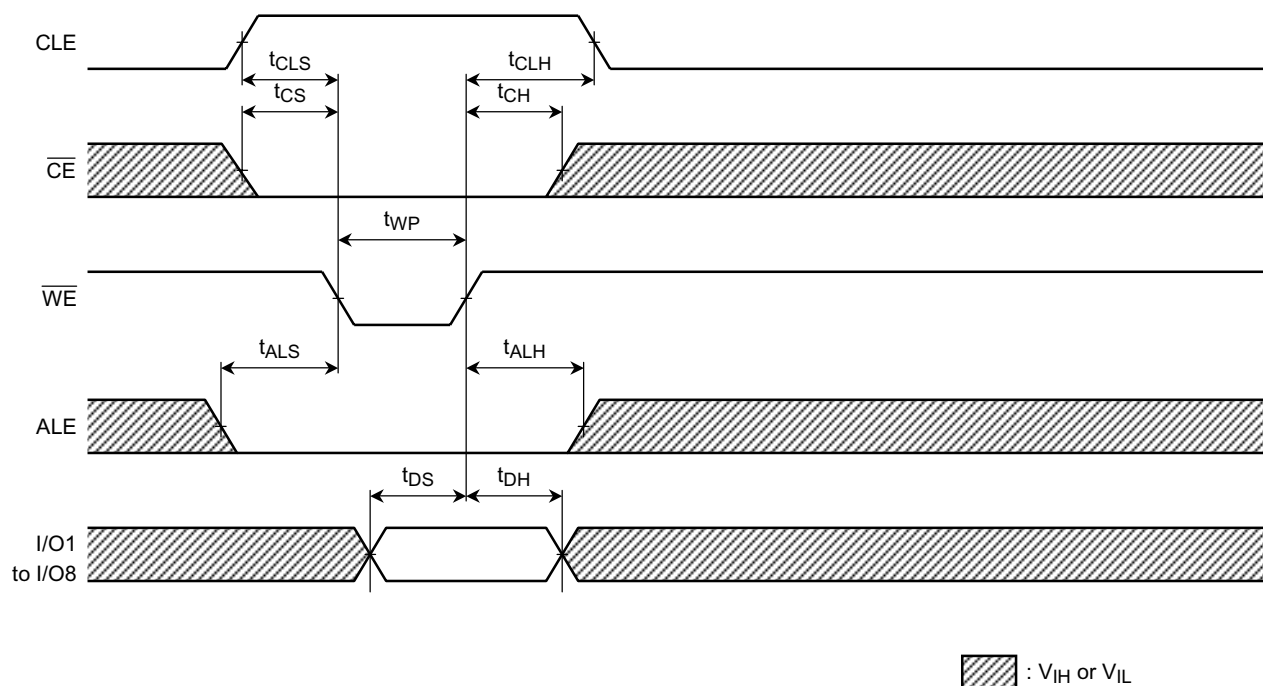 CLE
tCLS
tCLH
tCS
tCH
CE
tWP
WE
tALS
tALH
ALE
tDS
tDH
I/O1
to I/O8
: VIH or VIL